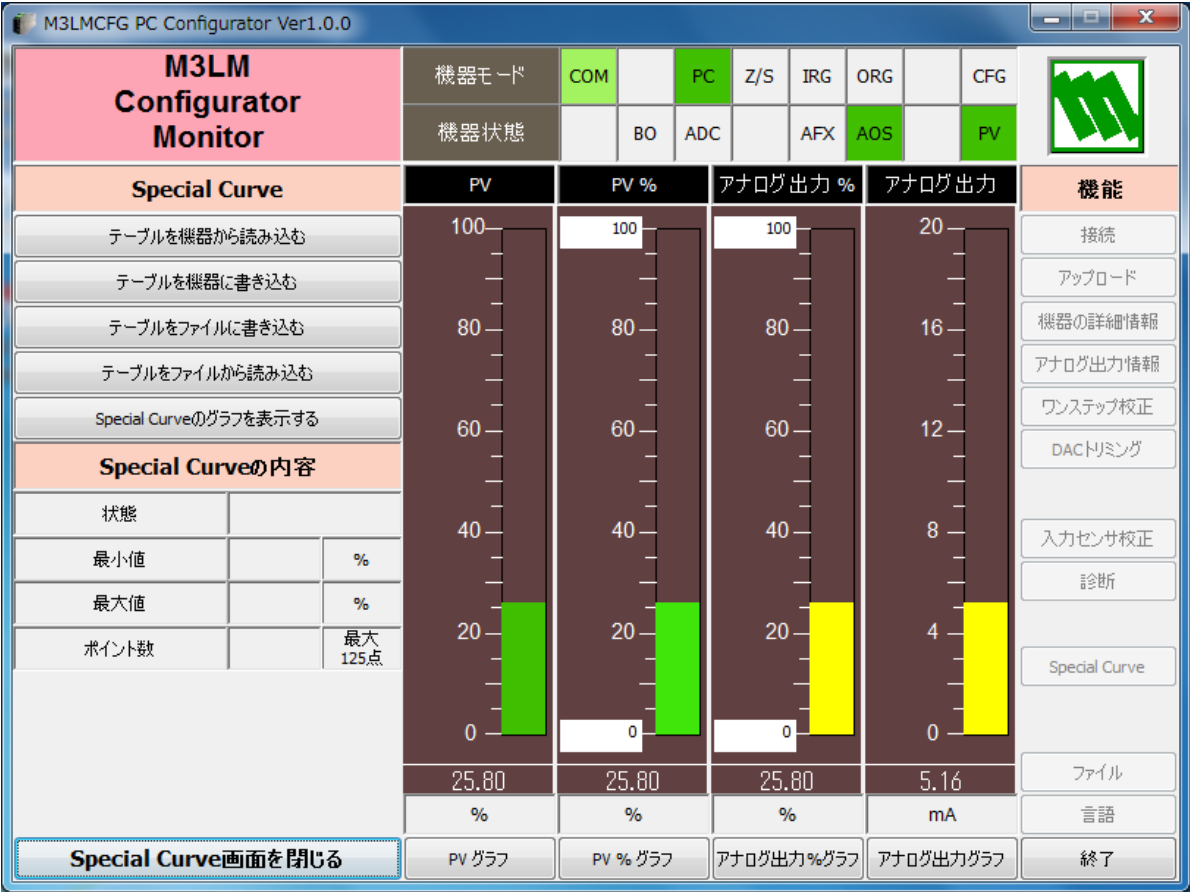 M3LMCFG PC Configurator Ver1.0.0
M3LM
Configurator
Monitor
機器モード
COM
PC
Z/S
IRG
ORG
CFG
機器状態
BO
ADC
AFX
AOS
PV
Special Curve
テーブルを機器から読み込む
テーブルを機器に書き込む
テーブルをファイルに書き込む
テーブルをファイルから読み込む
Special Curveのグラフを表示する
Special Curveの内容
状態
最小値
%
最大値
%
ポイント数
最大
125点
Special Curve画面を閉じる
PV
100
80
60
40
20
0
25.80
%
PV グラフ
PV %
100
80
60
40
20
0
25.80
%
PV % グラフ
アナログ出力 %
100
80
60
40
20
0
25.80
%
アナログ出力%グラフ
アナログ出力
20
16
12
8
4
0
5.16
mA
アナログ出力グラフ
機能
接続
アップロード
機器の詳細情報
アナログ出力情報
ワンステップ校正
DACトリミング
入力センサ校正
診断
Special Curve
ファイル
言語
終了